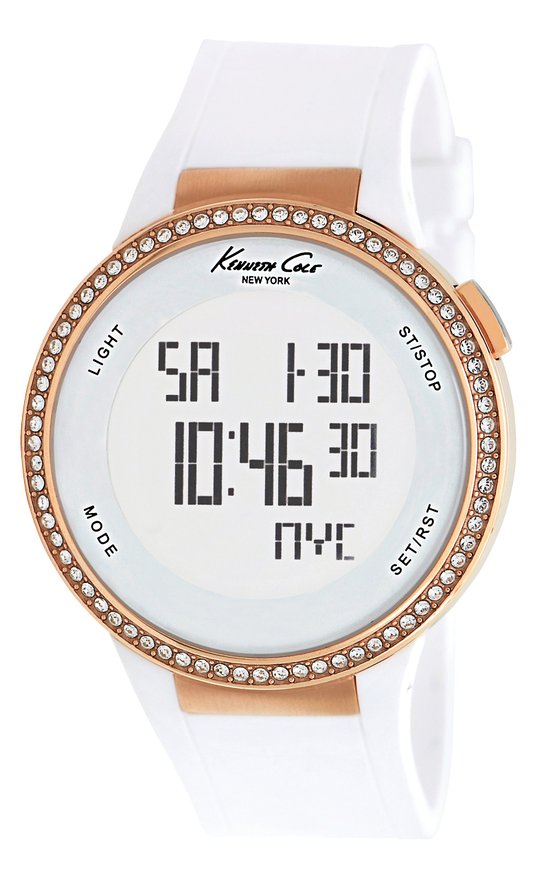 KENNETH COLE
NEW YORK
LIGHT
ST/STOP
SA 1-30
10:46 30
NYC
MODE
SET/RST